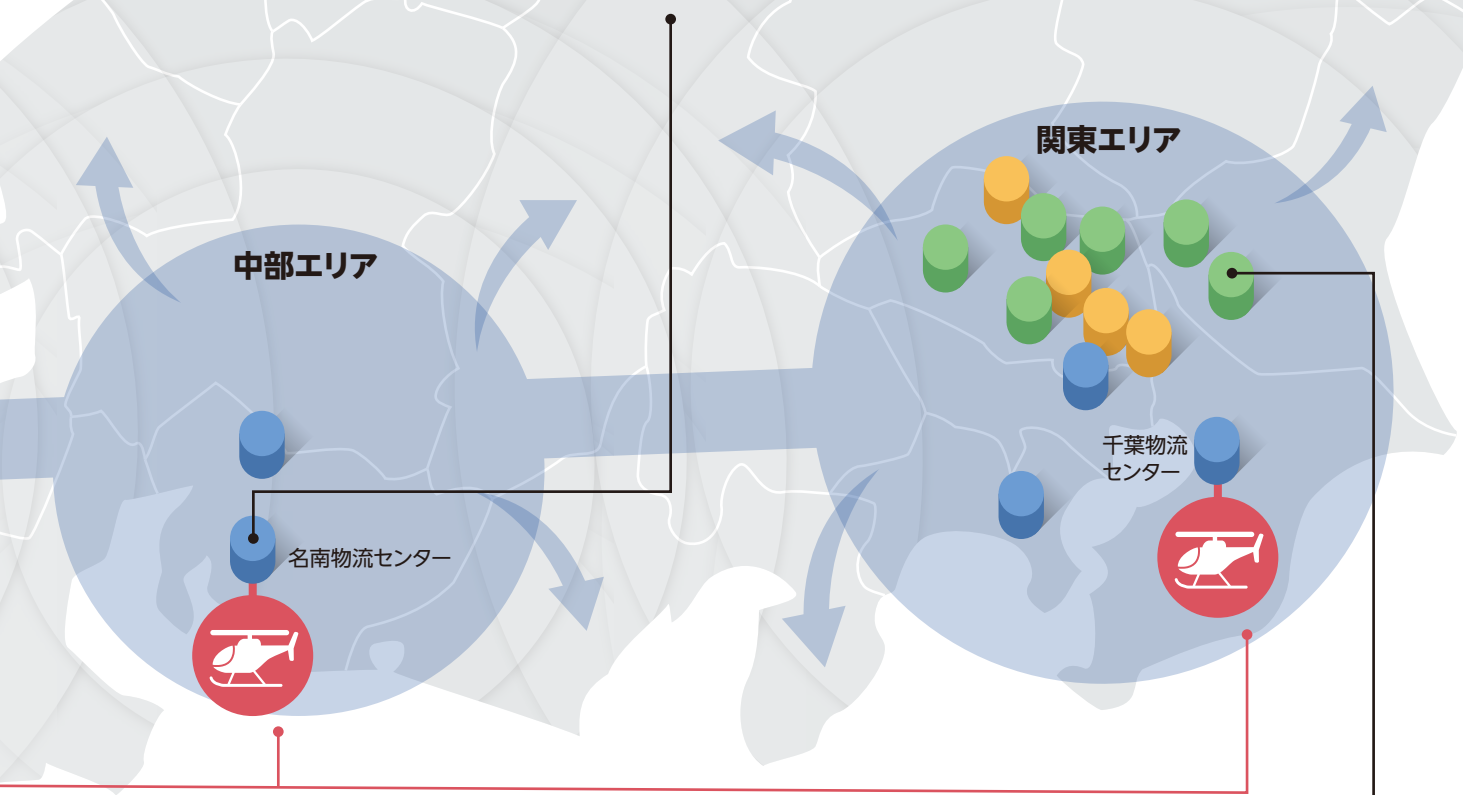 関東エリア
中部エリア
千葉物流
センター
名南物流センター